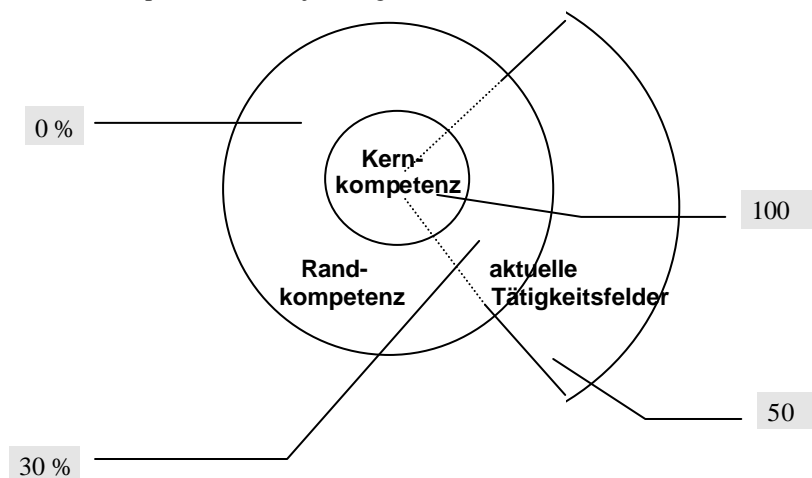 0 %
Kern-
kompetenz
100
Rand-
kompetenz
aktuelle
Tätigkeitsfelder
50
30 %